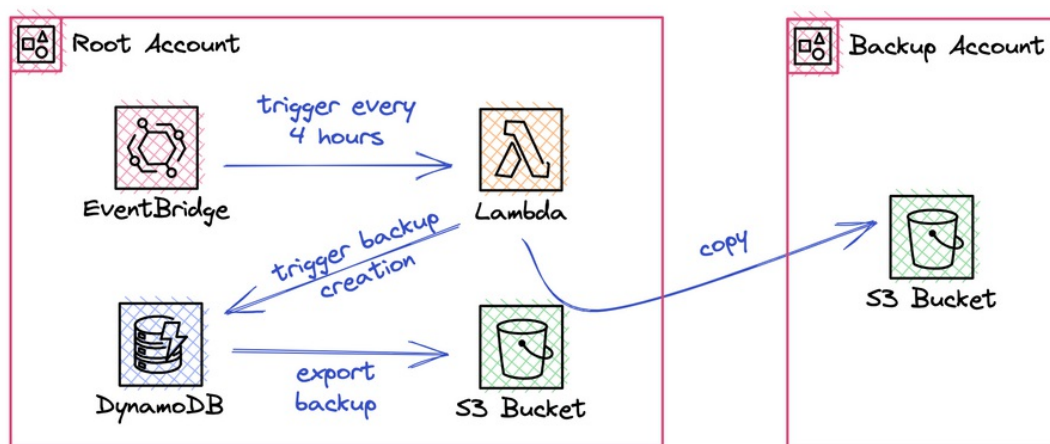 Root Account
Backup Account
trigger every
4 hours
EventBridge
Lambda
trigger backup
creation
copy
S3 Bucket
DynamoDB
export
backup
S3 Bucket